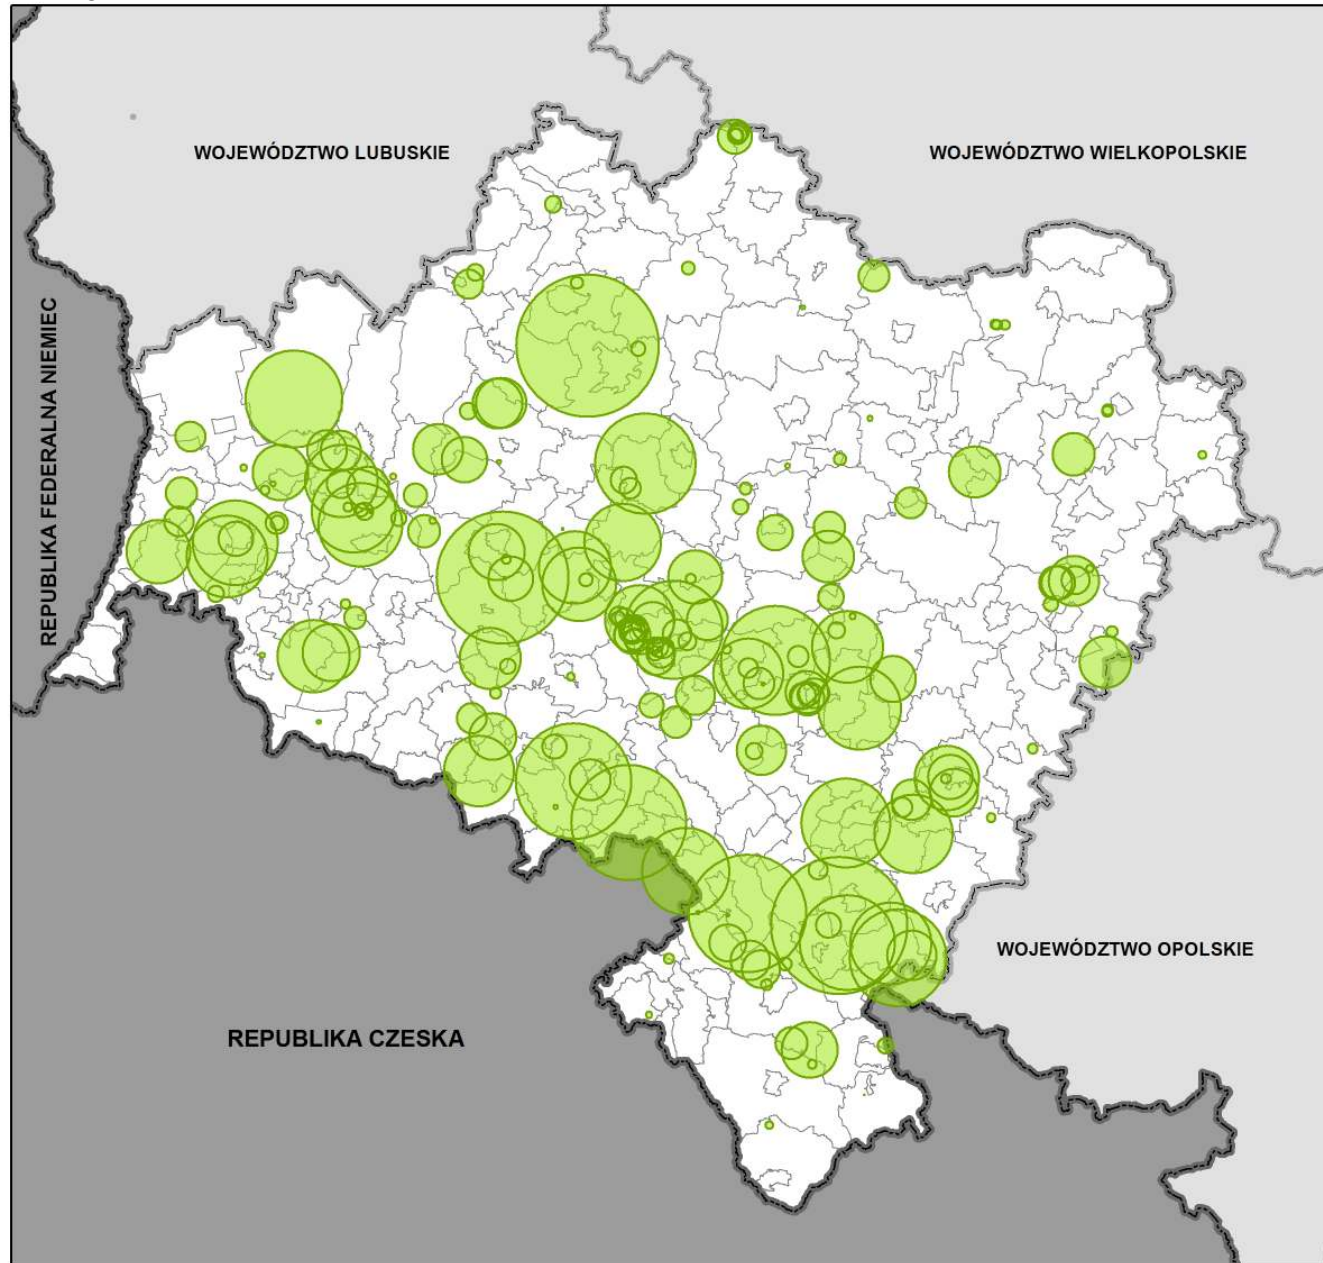 WOJEWÓDZTWO LUBUSKIE
WOJEWÓDZTWO WIELKOPOLSKIE
REPUBLIKA FEDERALNA NIEMIEC
WOJEWÓDZTWO OPOLSKIE
REPUBLIKA CZESKA